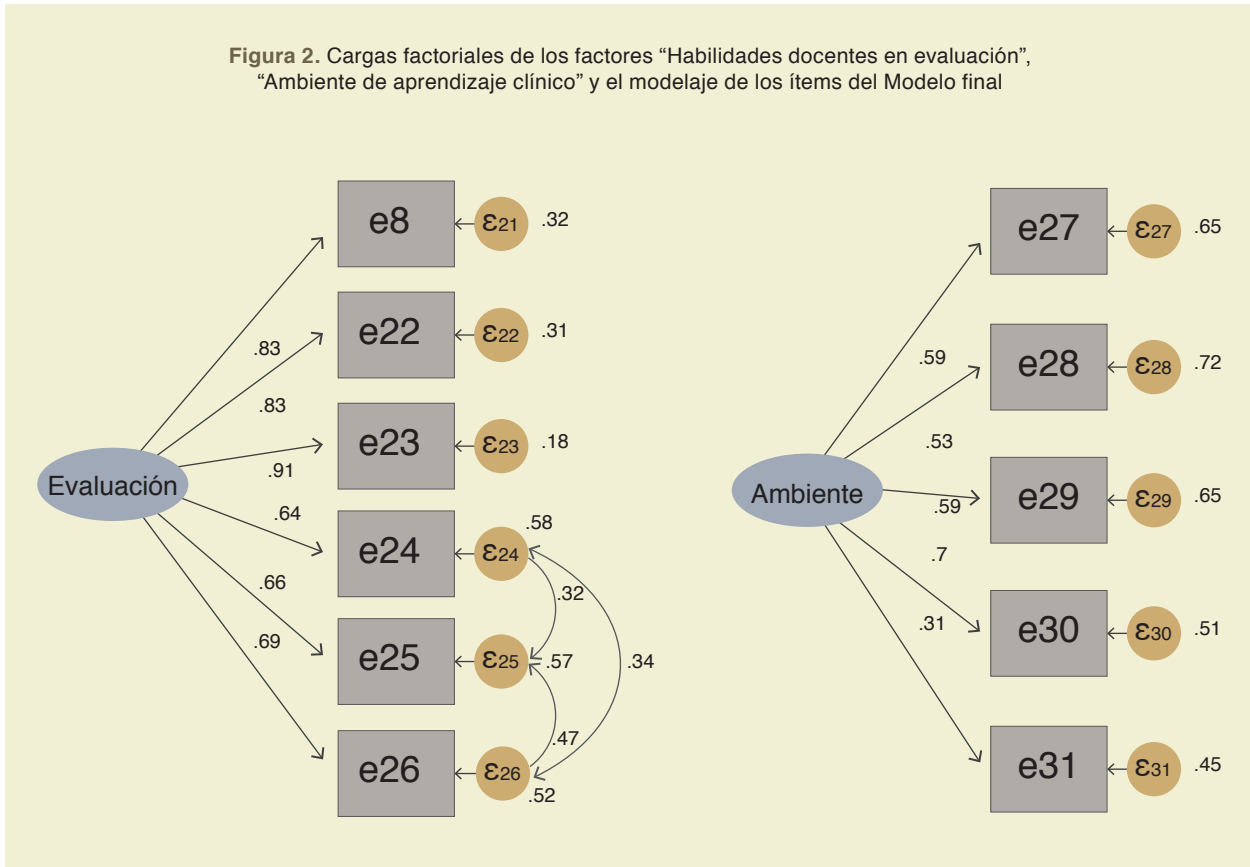 Figura 2. Cargas factoriales de los factores “Habilidades docentes en evaluación”,
“Ambiente de aprendizaje clínico” y el modelaje de los ítems del Modelo final
Evaluación
.83
.83
.91
.64
.66
.69
e8
ε21
.32
e22
ε22
.31
e23
ε23
.18
e24
ε24
.58
.32
e25
ε25
.57
.34
.47
e26
ε26
.52
Ambiente
.59
.53
.59
.7
.31
e27
ε27
.65
e28
ε28
.72
e29
ε29
.65
e30
ε30
.51
e31
ε31
.45